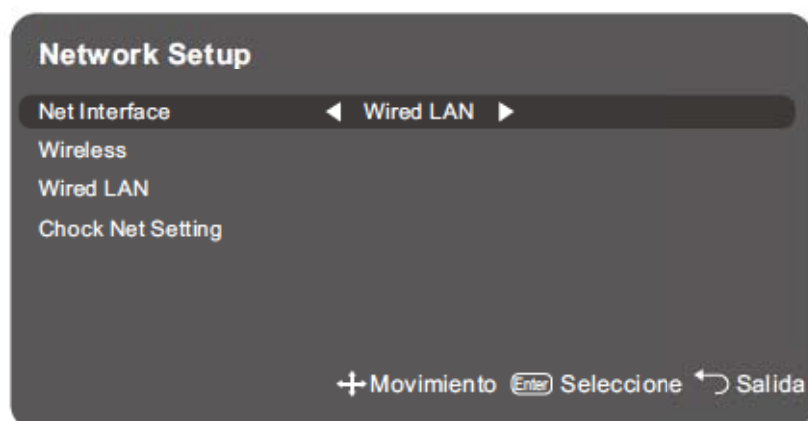 Network Setup
Net Interface Wired LAN
Wireless
Wired LAN
Chock Net Setting
Movimiento Enter Seleccione Salida